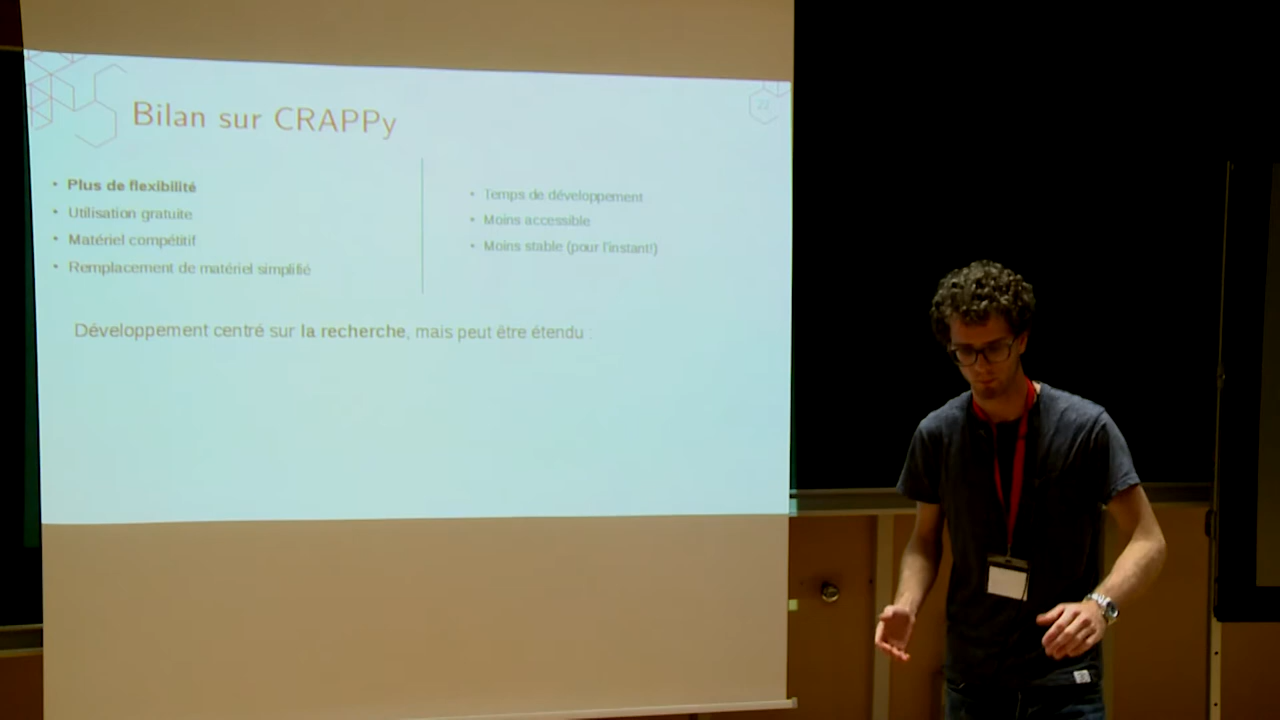 Bilan sur CRAPPy
22
• Plus de flexibilité
• Utilisation gratuite
• Matériel compétitif
• Remplacement de matériel simplifié
• Temps de développement
• Moins accessible
• Moins stable (pour l'instant!)
Développement centré sur la recherche, mais peut être étendu :